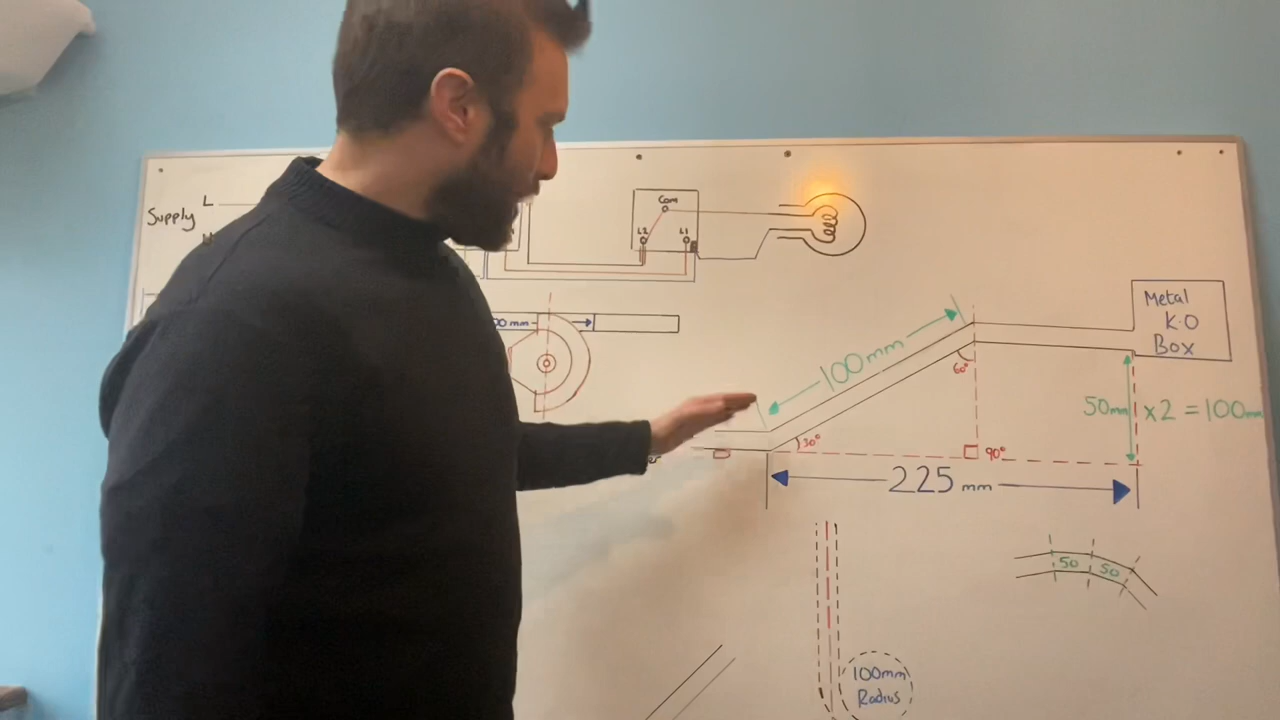 Supply
L
Com
L2
L1
Metal
K.O
Box
100mm
60°
50mm
x2 = 100mm
30°
90°
225 mm
50
50
100mm
Radius